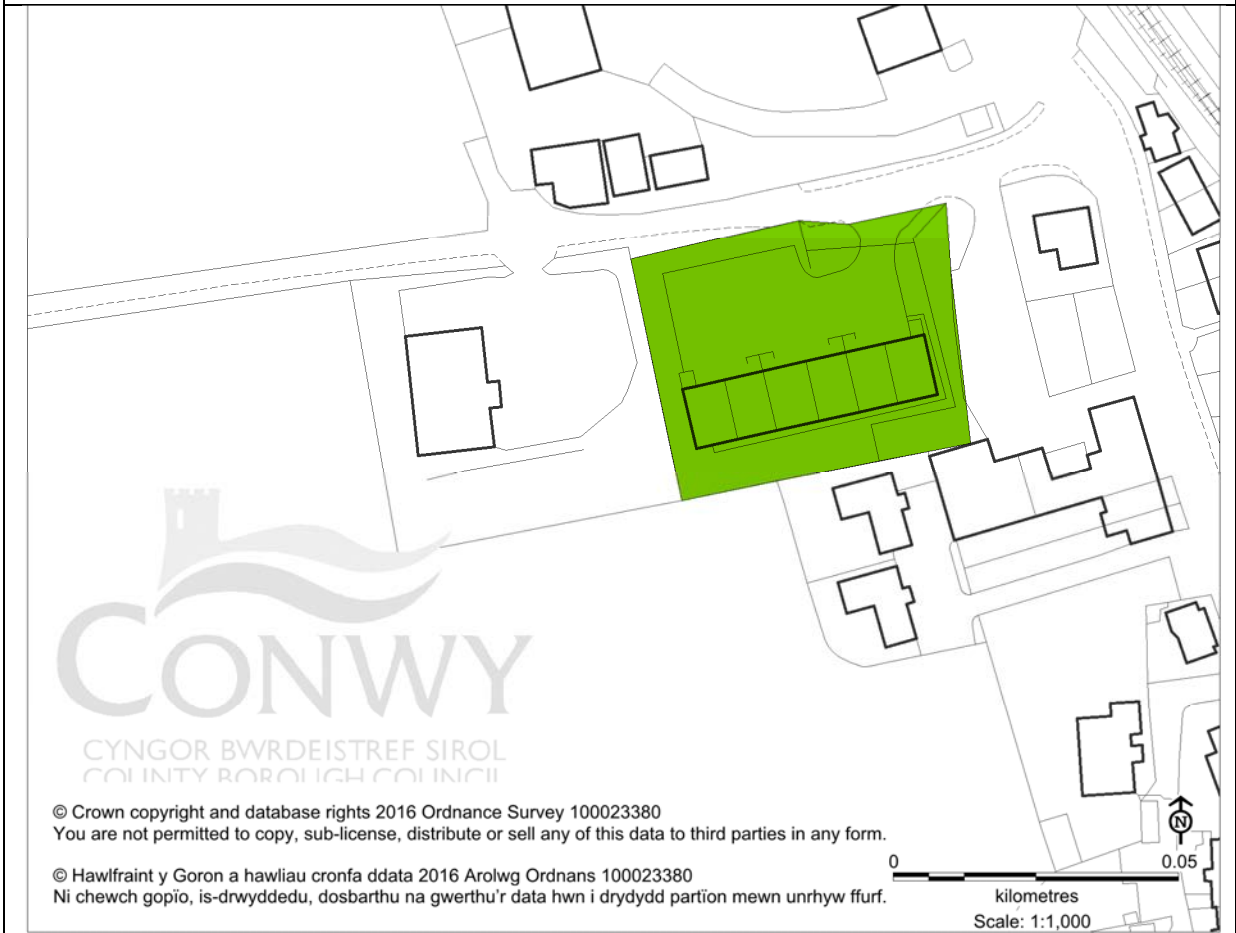 CONWY
CYNGOR BWRDEISTREF SIROL
COUNTY BOROUGH COUNCIL
© Crown copyright and database rights 2016 Ordnance Survey 100023380
You are not permitted to copy, sub-license, distribute or sell any of this data to third parties in any form.
© Hawlfraint y Goron a hawliau cronfa ddata 2016 Arolwg Ordnans 100023380
Ni chewch gopïo, is-drwyddedu, dosbarthu na gwerthu'r data hwn i drydydd partïon mewn unrhyw ffurf.
N
0 0.05
kilometres
Scale: 1:1,000